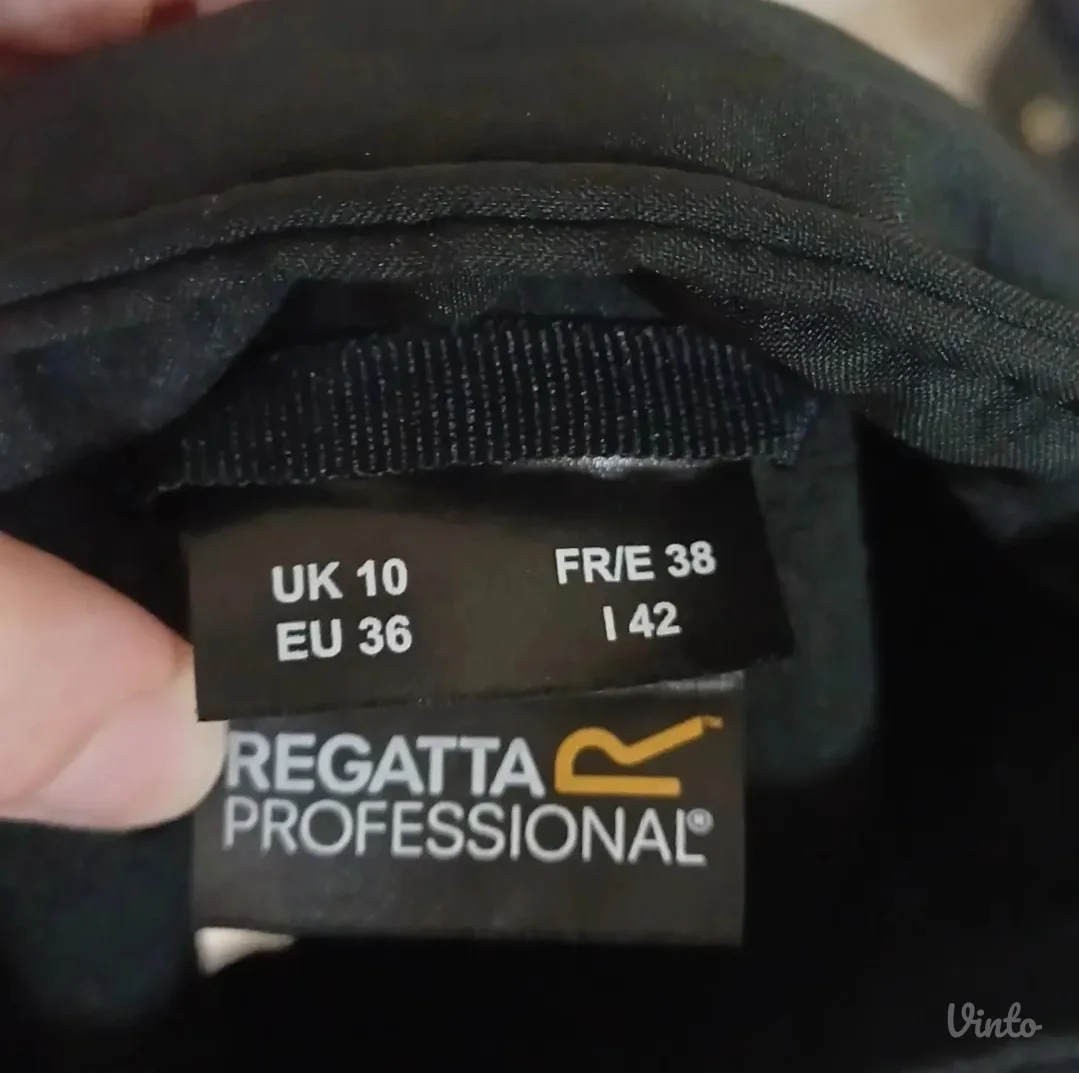 UK 10 FR/E 38
EU 36 I 42
REGATTA
PROFESSIONAL®
Vinto